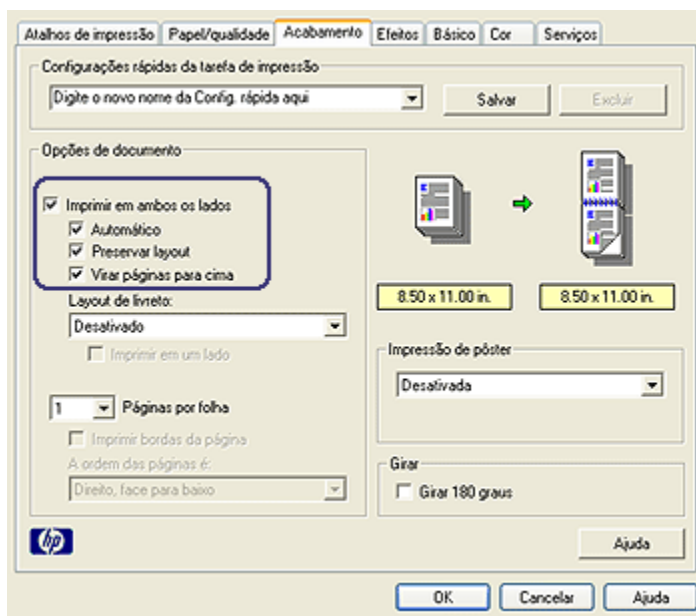 Atalhos de impressão Papel/qualidade Acabamento Efeitos Básico Cor Serviços
Configurações rápidas da tarefa de impressão
Digite o novo nome da Config. rápida aqui Salvar Excluir
Opções de documento
Imprimir em ambos os lados
Automático
Preservar layout
Virar páginas para cima
Layout de livreto:
Desativado
Imprimir em um lado
1 Páginas por folha
Imprimir bordas da página
A ordem das páginas é:
Direito, face para baixo
8.50 x 11.00 in. 8.50 x 11.00 in.
Impressão de pôster
Desativada
Girar
Girar 180 graus
hp
Ajuda
OK Cancelar Ajuda